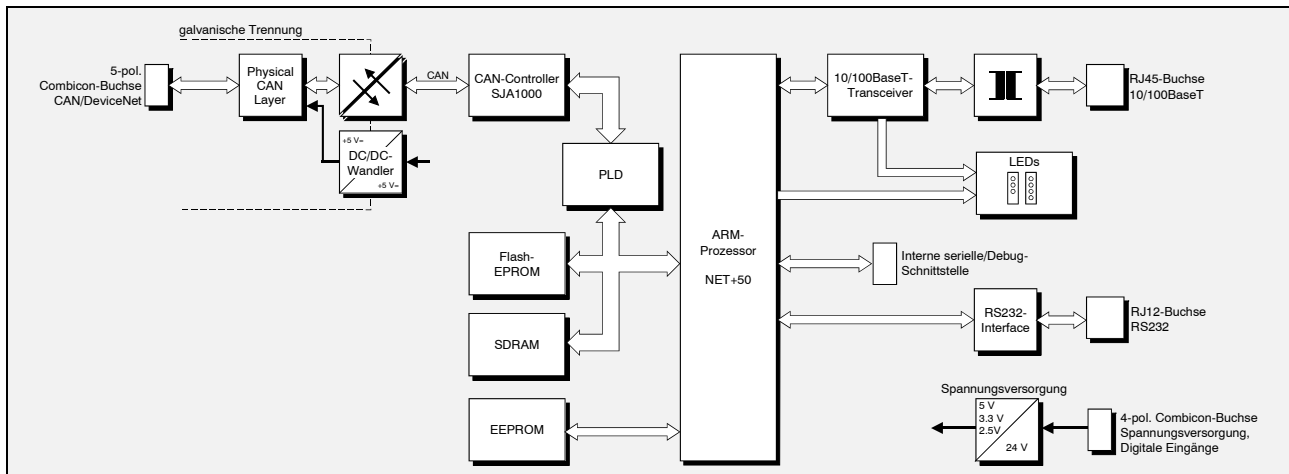 galvanische Trennung
5-pol.
Combicon-Buchse
CAN/DeviceNet
Physical
CAN
Layer
+5 V=
DC/DC-
Wandler
+5 V=
CAN
CAN-Controller
SJA1000
PLD
Flash-
EPROM
SDRAM
EEPROM
ARM-
Prozessor
NET+50
10/100BaseT-
Transceiver
RJ45-Buchse
10/100BaseT
LEDs
Interne serielle/Debug-
Schnittstelle
RS232-
Interface
RJ12-Buchse
RS232
Spannungsversorgung
5 V
3.3 V
2.5V
24 V
4-pol. Combicon-Buchse
Spannungsversorgung,
Digitale Eingänge